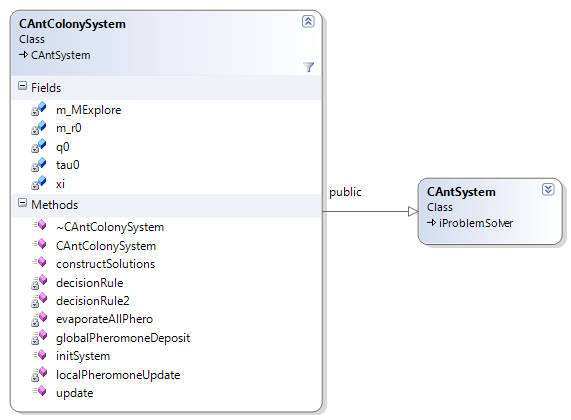 CAntColonySystem
Class
CAntSystem
Fields
m_MExplore
m_r0
q0
tau0
xi
Methods
~CAntColonySystem
CAntColonySystem
constructSolutions
decisionRule
decisionRule2
evaporateAllPhero
globalPheromoneDeposit
initSystem
localPheromoneUpdate
update
public
CAntSystem
Class
iProblemSolver